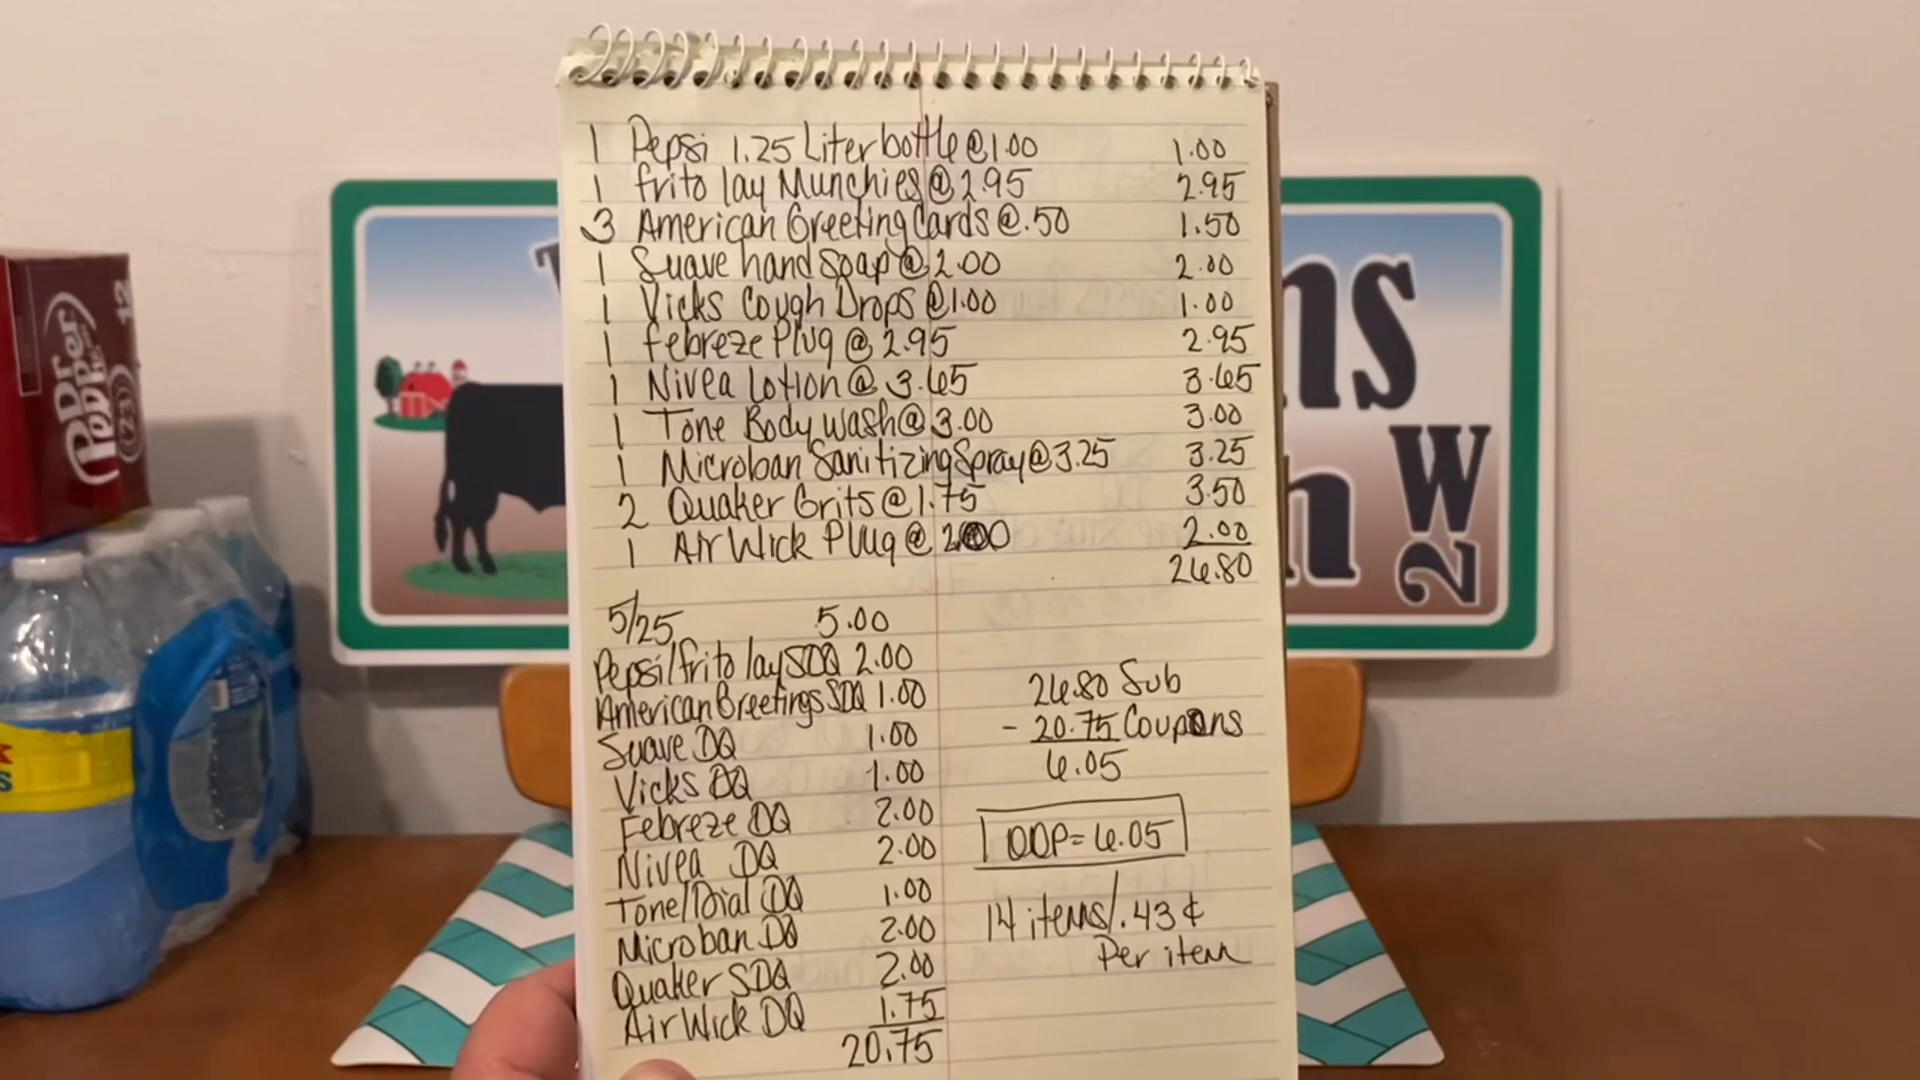 1 Pepsi 1.25 Liter bottle @ 1.00 1.00
1 frito lay Munchies @ 2.95 2.95
3 American Greeting Cards @ .50 1.50
1 Suave hand soap @ 2.00 2.00
1 Vicks Cough Drops @ 1.00 1.00
1 febreze Plug @ 2.95 2.95
1 Nivea Lotion @ 3.65 3.65
1 Tone Body wash @ 3.00 3.00
1 Microban Sanitizing Spray @ 3.25 3.25
2 Quaker Grits @ 1.75 3.50
1 Air Wick Plug @ 2.00 2.00
26.80
5/25 5.00
Pepsi/frito lay SDQ 2.00
American Greetings SDQ 1.00
Suave DQ 1.00
Vicks DQ 1.00
Febreze DQ 2.00
Nivea DQ 2.00
Tone/Dial DQ 1.00
Microban DQ 2.00
Quaker SDQ 2.00
Air Wick DQ 1.75
20.75
26.80 Sub
- 20.75 Coupons
6.05
OOP = 6.05
14 items/.43¢
Per item
Dr Pepper
23
12
ns
W2